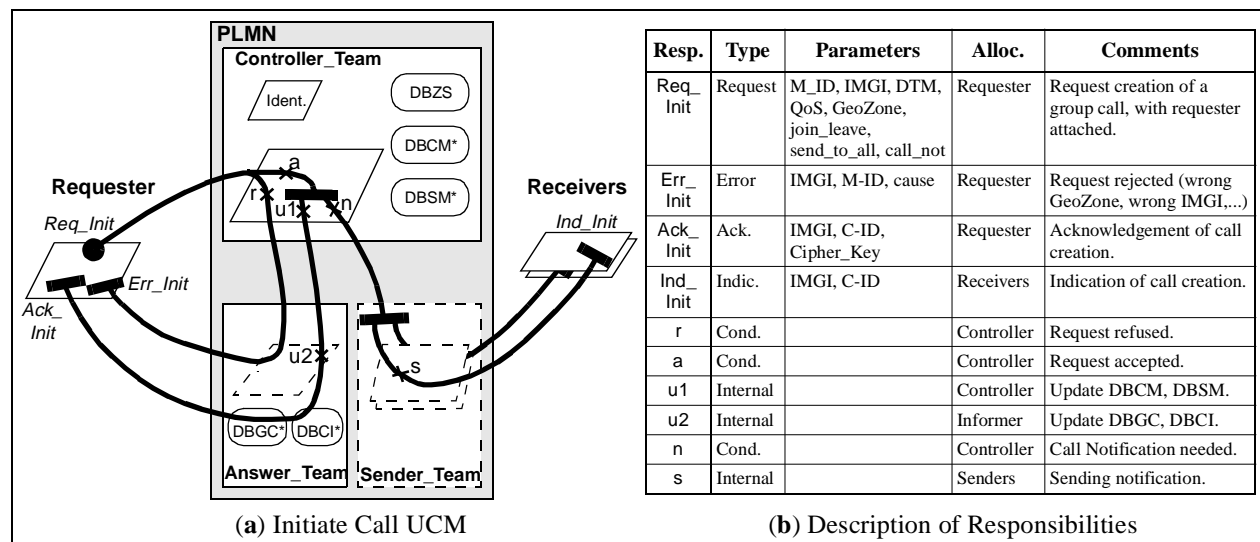 PLMN
Controller_Team
Ident.
DBZS
DBCM*
DBSM*
a
r
u1
n
Requester
Req_Init
Err_Init
Ack_
Init
Receivers
Ind_Init
u2
s
DBGC*
DBCI*
Answer_Team
Sender_Team
(a) Initiate Call UCM
Resp. Type Parameters Alloc. Comments
Req_ Request M_ID, IMGI, DTM, Requester Request creation of a
Init QoS, GeoZone, group call, with requester
join_leave, attached.
send_to_all, call_not
Err_ Error IMGI, M-ID, cause Requester Request rejected (wrong
Init GeoZone, wrong IMGI,...)
Ack_ Ack. IMGI, C-ID, Requester Acknowledgement of call
Init Cipher_Key creation.
Ind_ Indic. IMGI, C-ID Receivers Indication of call creation.
Init
r Cond. Controller Request refused.
a Cond. Controller Request accepted.
u1 Internal Controller Update DBCM, DBSM.
u2 Internal Informer Update DBGC, DBCI.
n Cond. Controller Call Notification needed.
s Internal Senders Sending notification.
(b) Description of Responsibilities